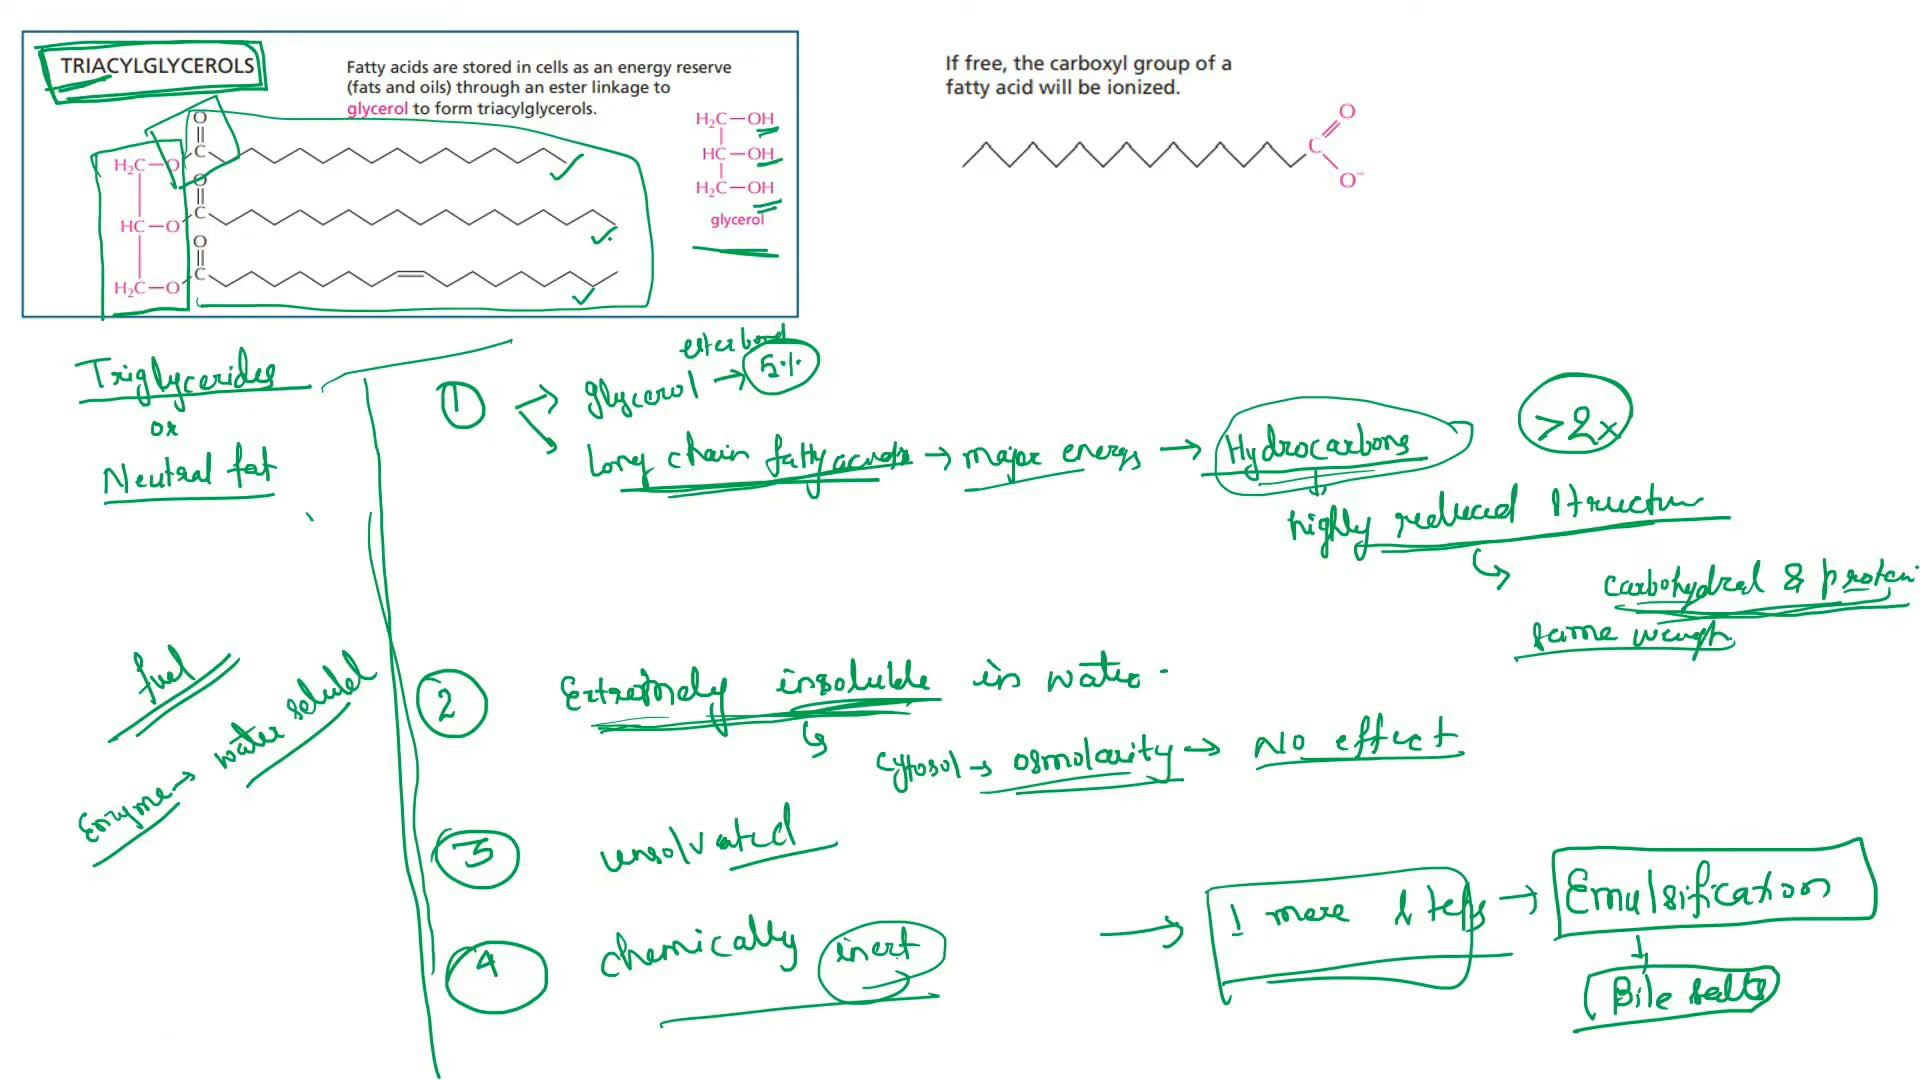 TRIACYLGLYCEROLS
Fatty acids are stored in cells as an energy reserve
(fats and oils) through an ester linkage to
glycerol to form triacylglycerols.
O
C
H₂C—O
O
C
HC—O
O
C
H₂C—O
H₂C—OH
HC—OH
H₂C—OH
glycerol
If free, the carboxyl group of a
fatty acid will be ionized.
O
C
O⁻
Triglycerides
or
Neutral fat
fuel
Enzyme → water
1
ester bond
glycerol → 5%
Long chain fatty acids → major energy → Hydrocarbons
>2x
highly reduced
& protein
same
2
Extremely insoluble in water
cytosol → osmolarity → No effect
3
unsolvated
4
chemically inert
→ 1 more steps → Emulsification
Bile salts